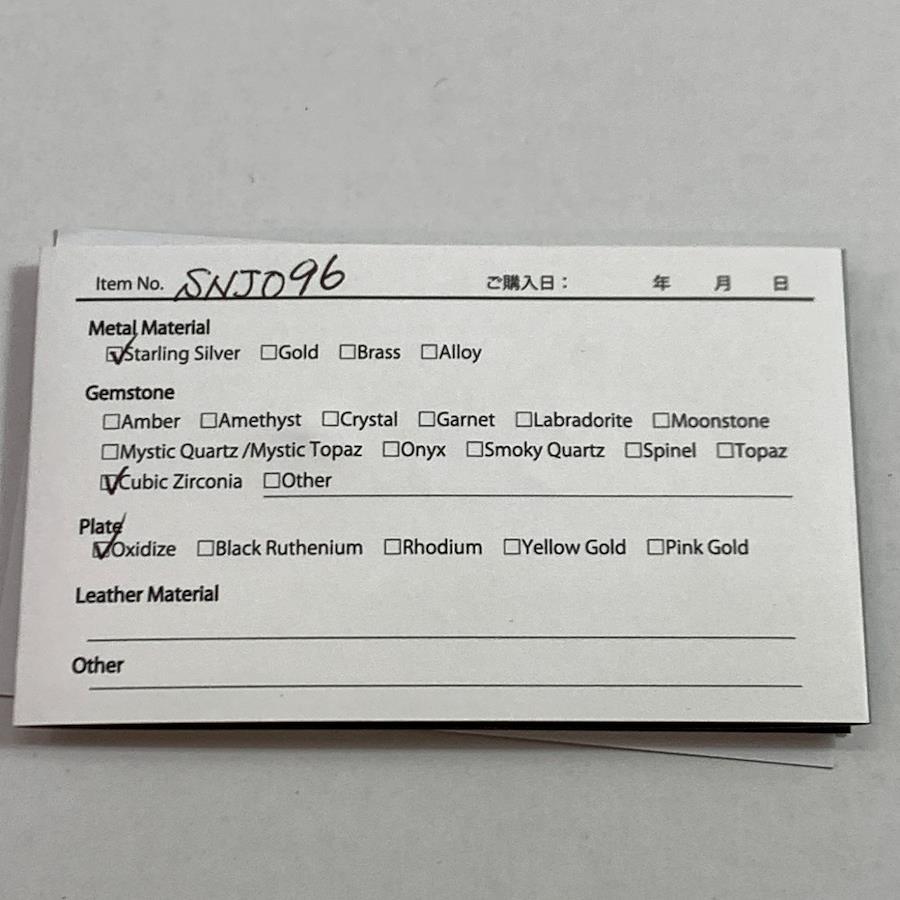 Item No. SNJ096 ご購入日： 年 月 日
Metal Material
☑Starling Silver ☐Gold ☐Brass ☐Alloy
Gemstone
☐Amber ☐Amethyst ☐Crystal ☐Garnet ☐Labradorite ☐Moonstone
☐Mystic Quartz /Mystic Topaz ☐Onyx ☐Smoky Quartz ☐Spinel ☐Topaz
☑Cubic Zirconia ☐Other
Plate
☑Oxidize ☐Black Ruthenium ☐Rhodium ☐Yellow Gold ☐Pink Gold
Leather Material
Other